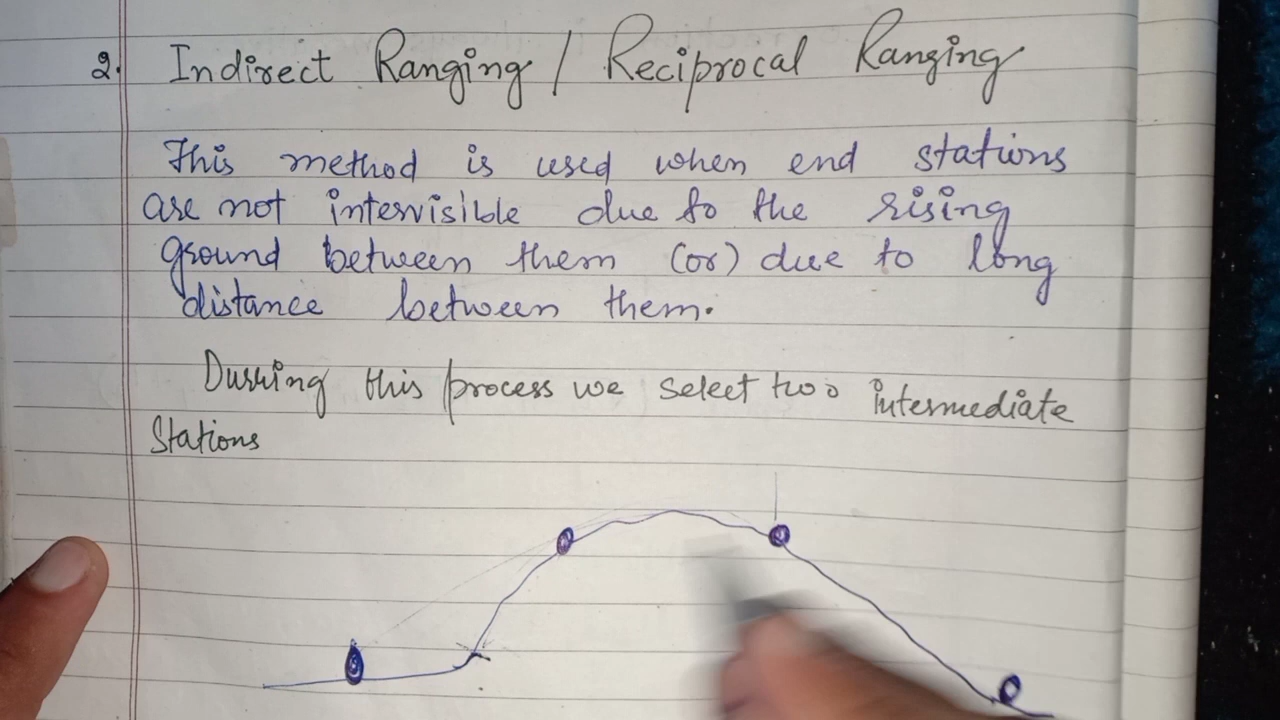 2. Indirect Ranging / Reciprocal Ranging
This method is used when end stations
are not intervisible due to the rising
ground between them (or) due to long
distance between them.
Durring this process we select two intermediate
Stations